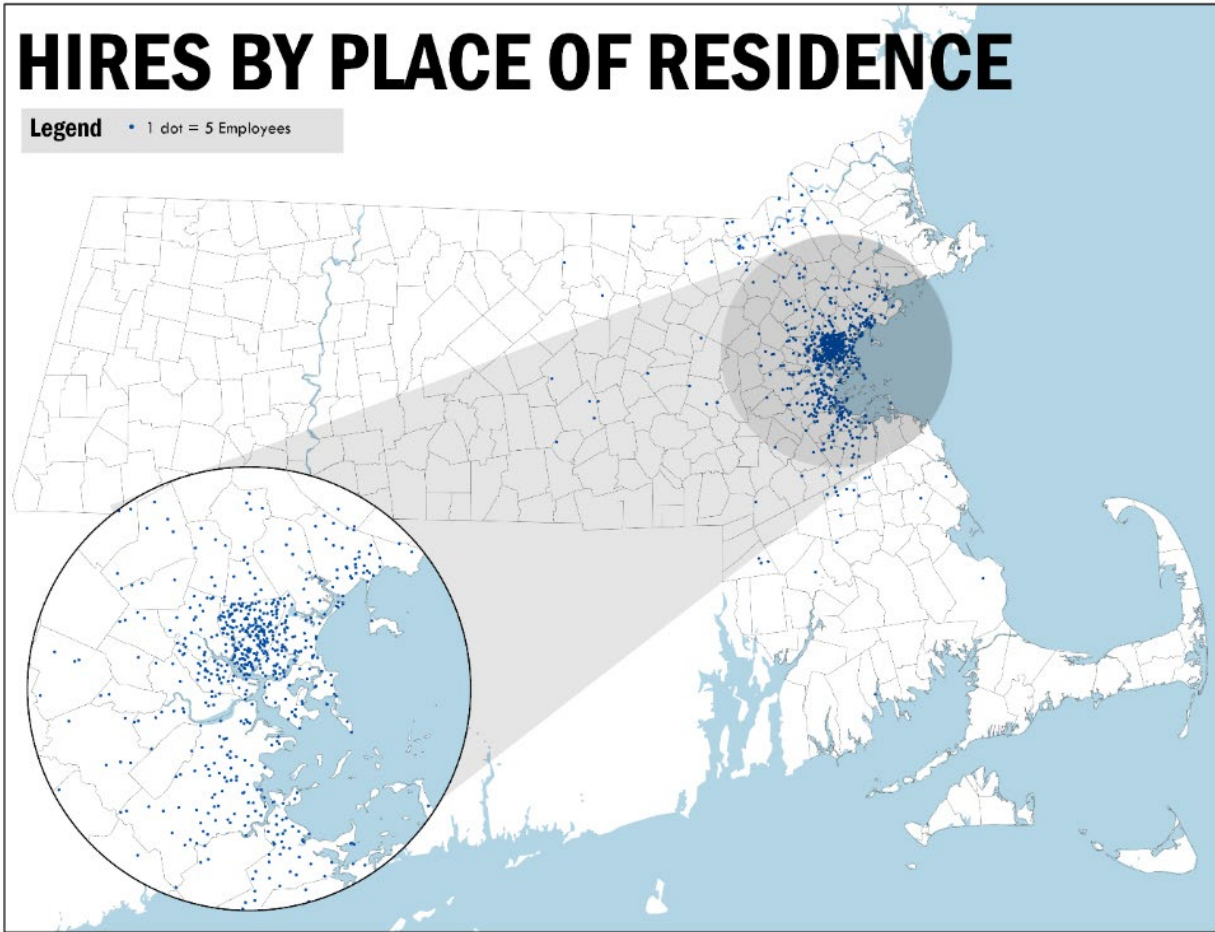 HIRES BY PLACE OF RESIDENCE
Legend 1 dot = 5 Employees